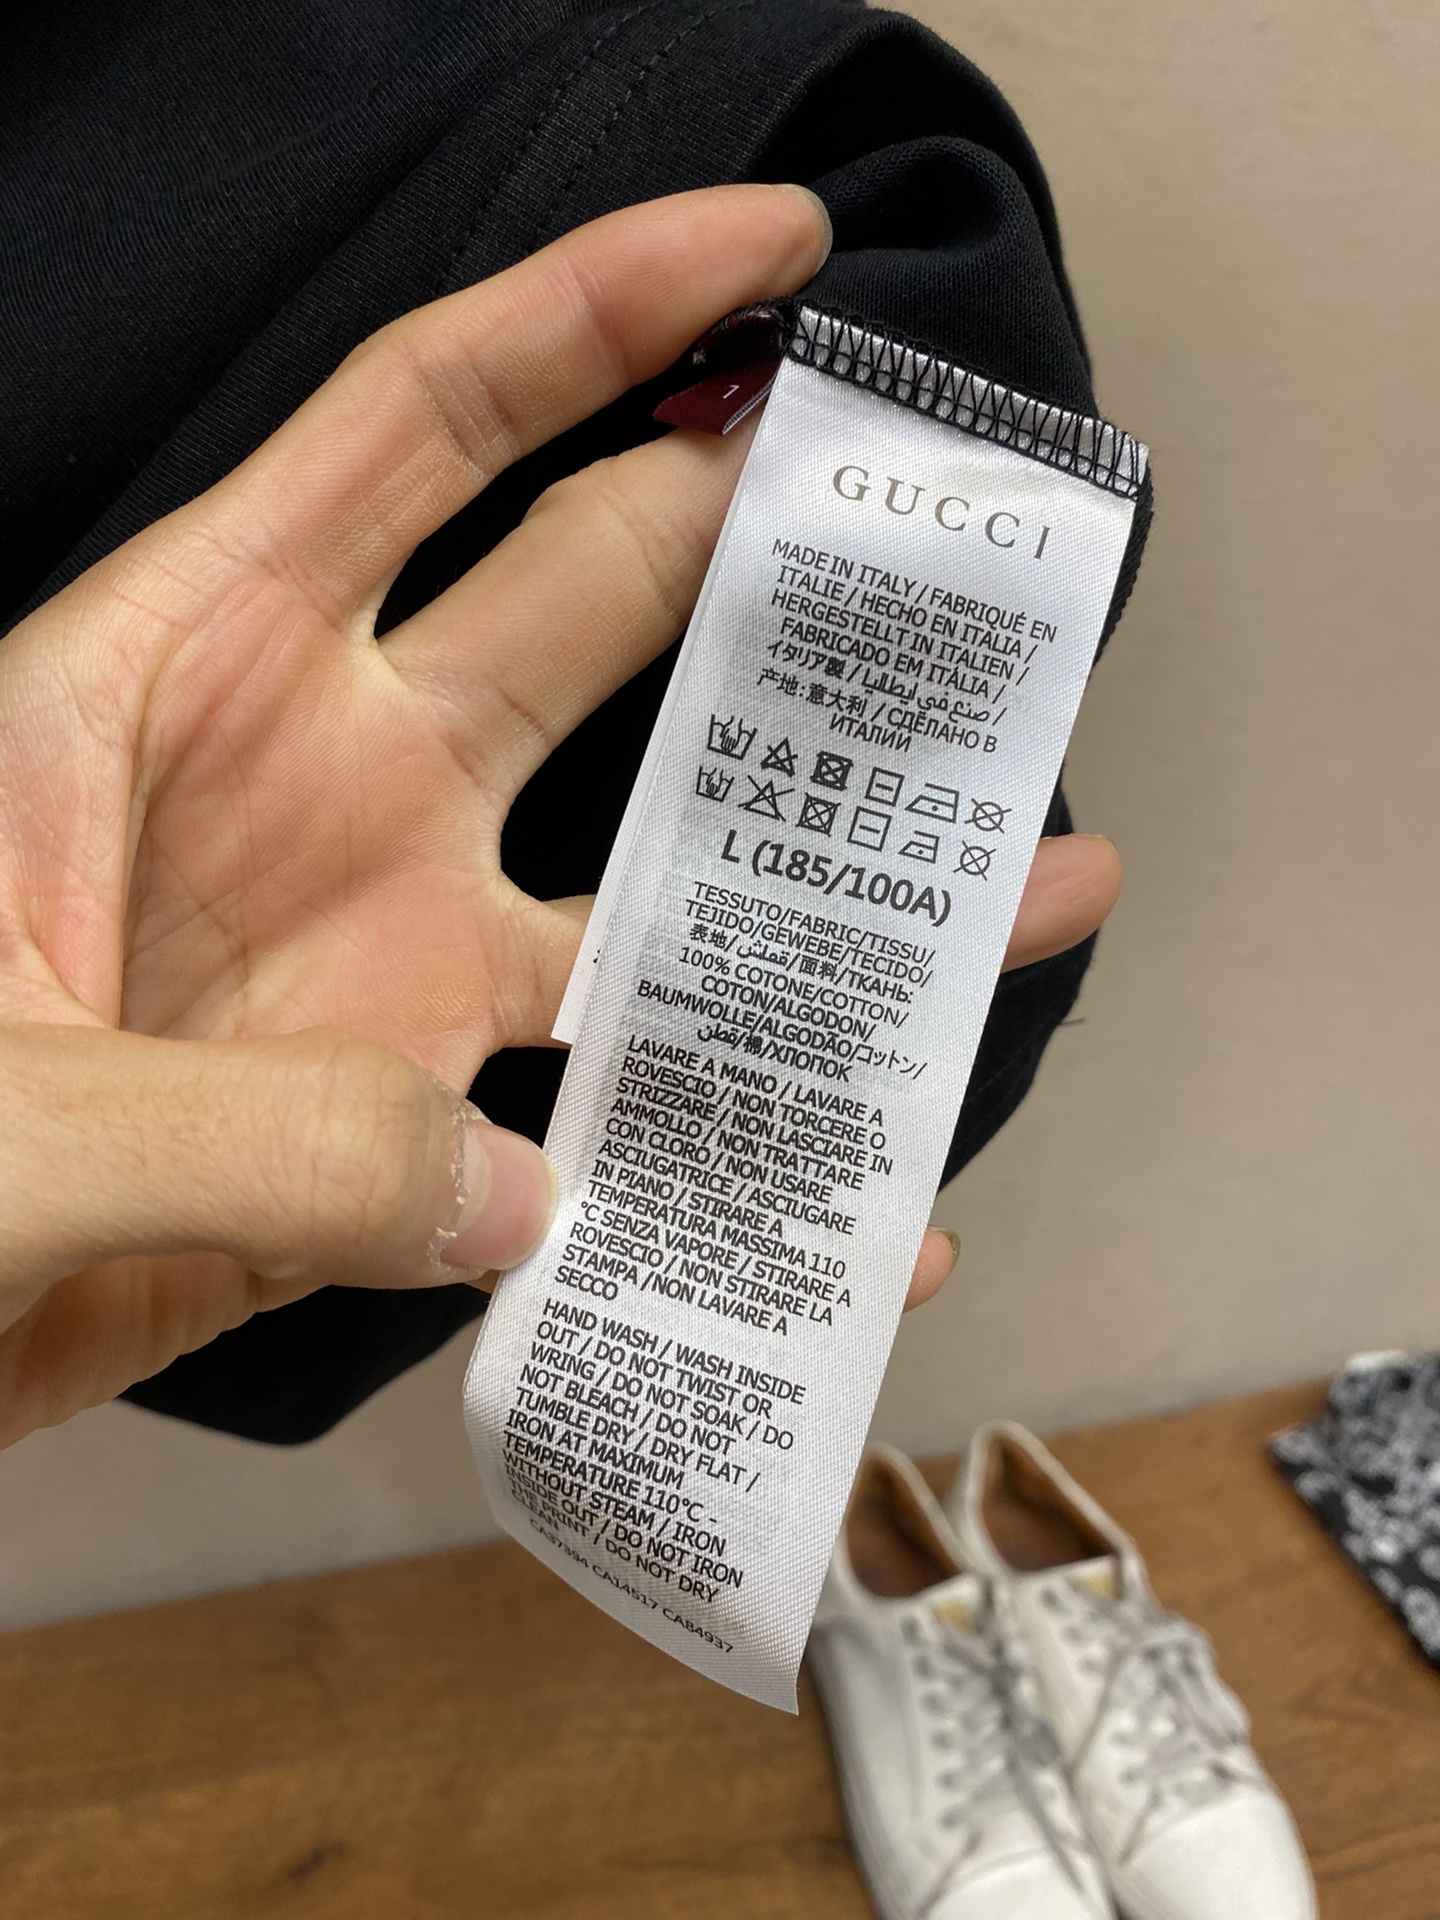 1
GUCCI
MADE IN ITALY / FABRIQUÉ EN
ITALIE / HECHO EN ITALIA /
HERGESTELLT IN ITALIEN /
FABRICADO EM ITÁLIA /
イタリア製 / صنع في إيطاليا /
产地: 意大利 / СДЕЛАНО В
ИТАЛИИ
L (185/100A)
TESSUTO/FABRIC/TISSU/
TEJIDO/GEWEBE/TECIDO/
表地/قماش/面料/ТКАНЬ:
100% COTONE/COTTON/
COTON/ALGODON/
BAUMWOLLE/ALGODÃO/コットン/
قطن/棉/ХЛОПОК
LAVARE A MANO / LAVARE A
ROVESCIO / NON TORCERE O
STRIZZARE / NON LASCIARE IN
AMMOLLO / NON TRATTARE
CON CLORO / NON USARE
ASCIUGATRICE / ASCIUGARE
IN PIANO / STIRARE A
TEMPERATURA MASSIMA 110
°C SENZA VAPORE / STIRARE A
ROVESCIO / NON STIRARE LA
STAMPA /NON LAVARE A
SECCO
HAND WASH / WASH INSIDE
OUT / DO NOT TWIST OR
WRING / DO NOT SOAK / DO
NOT BLEACH / DO NOT
TUMBLE DRY / DRY FLAT /
IRON AT MAXIMUM
TEMPERATURE 110°C -
WITHOUT STEAM / IRON
INSIDE OUT / DO NOT IRON
THE PRINT / DO NOT DRY
CLEAN
CA37394 CA14517 CA84937